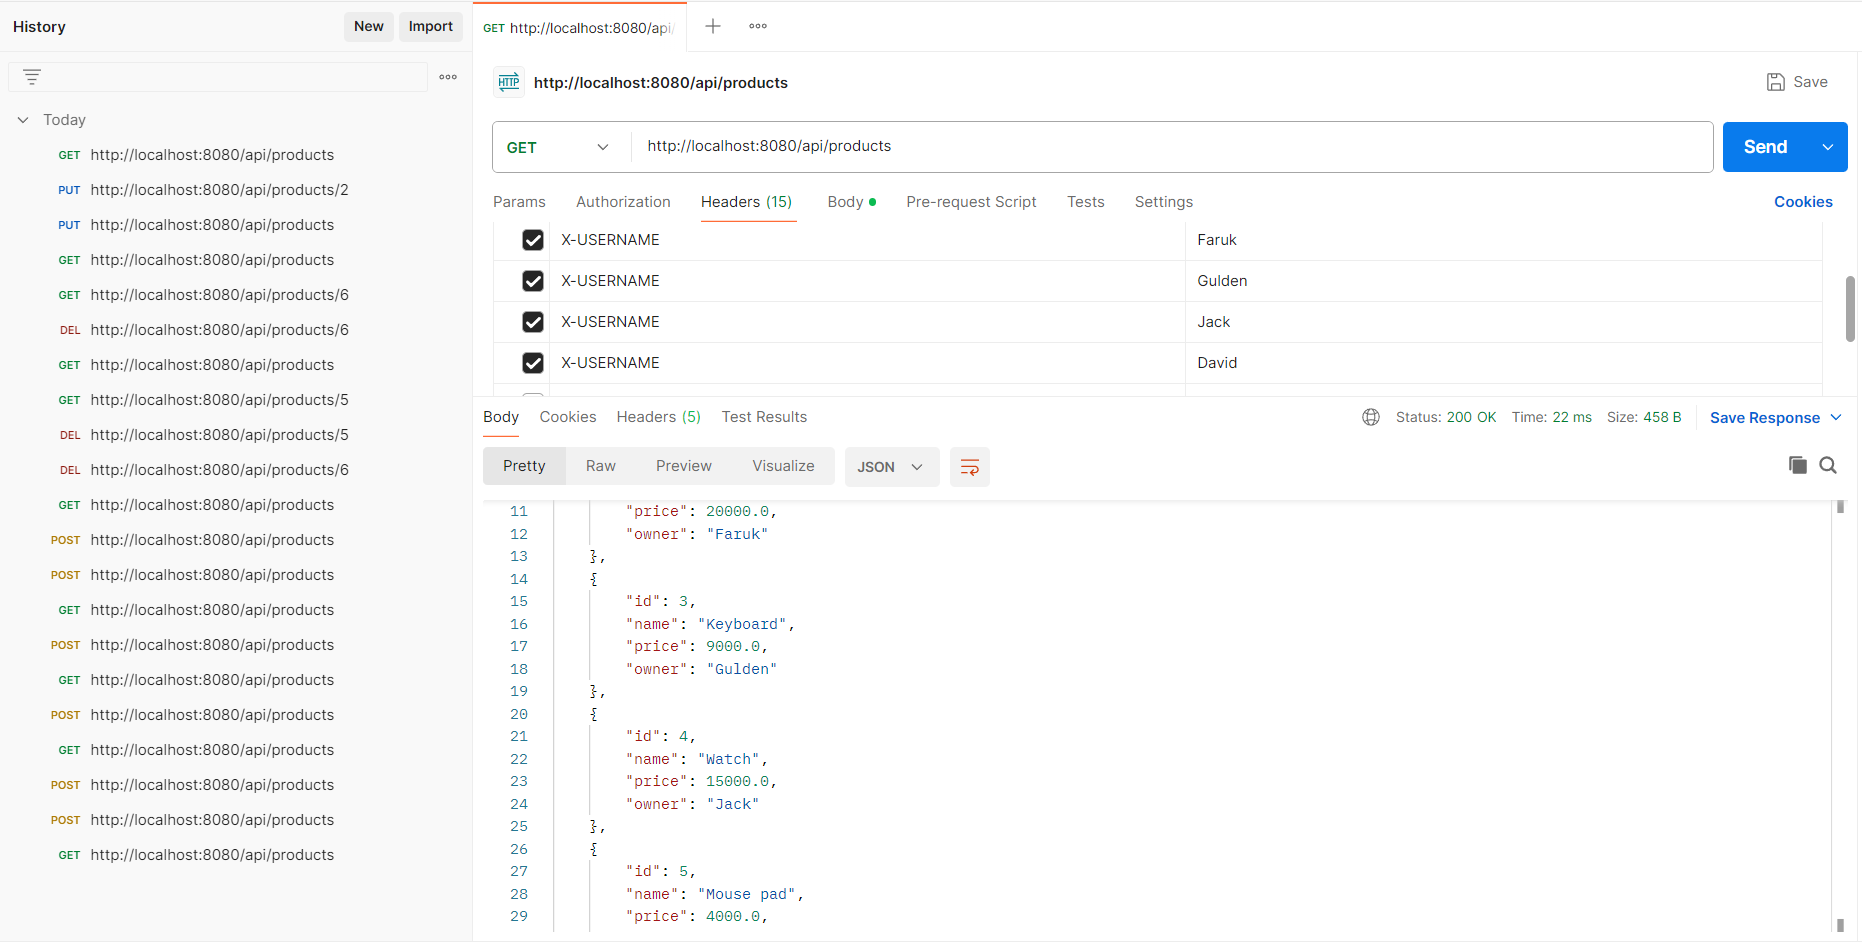 History
New
Import
Today
GET http://localhost:8080/api/products
PUT http://localhost:8080/api/products/2
PUT http://localhost:8080/api/products
GET http://localhost:8080/api/products
GET http://localhost:8080/api/products/6
DEL http://localhost:8080/api/products/6
GET http://localhost:8080/api/products
GET http://localhost:8080/api/products/5
DEL http://localhost:8080/api/products/5
DEL http://localhost:8080/api/products/6
GET http://localhost:8080/api/products
POST http://localhost:8080/api/products
POST http://localhost:8080/api/products
GET http://localhost:8080/api/products
POST http://localhost:8080/api/products
GET http://localhost:8080/api/products
POST http://localhost:8080/api/products
GET http://localhost:8080/api/products
POST http://localhost:8080/api/products
POST http://localhost:8080/api/products
GET http://localhost:8080/api/products
GET http://localhost:8080/api/
HTTP http://localhost:8080/api/products
Save
GET http://localhost:8080/api/products
Send
Params Authorization Headers (15) Body Pre-request Script Tests Settings Cookies
X-USERNAME Faruk
X-USERNAME Gulden
X-USERNAME Jack
X-USERNAME David
Body Cookies Headers (5) Test Results Status: 200 OK Time: 22 ms Size: 458 B Save Response
Pretty Raw Preview Visualize JSON
11 "price": 20000.0,
12 "owner": "Faruk"
13 },
14 {
15 "id": 3,
16 "name": "Keyboard",
17 "price": 9000.0,
18 "owner": "Gulden"
19 },
20 {
21 "id": 4,
22 "name": "Watch",
23 "price": 15000.0,
24 "owner": "Jack"
25 },
26 {
27 "id": 5,
28 "name": "Mouse pad",
29 "price": 4000.0,